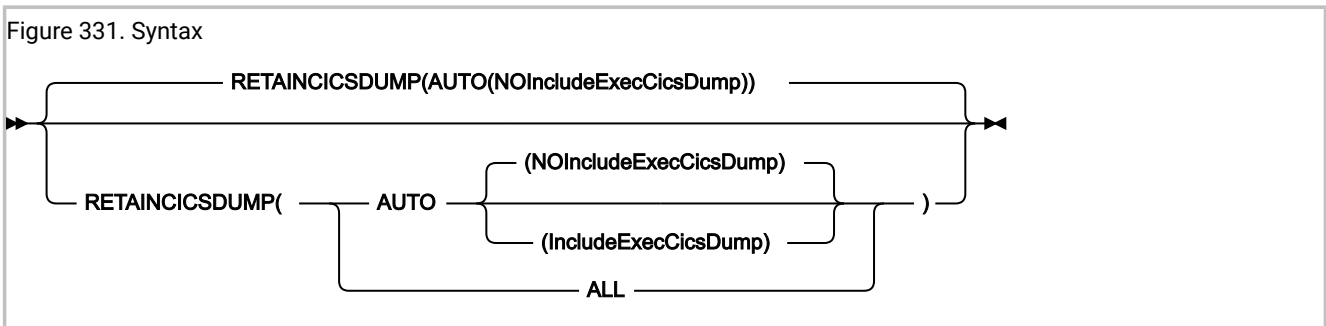 Figure 331. Syntax
RETAINCICSDUMP(AUTO(NOIncludeExecCicsDump))
(NOIncludeExecCicsDump)
RETAINCICSDUMP( AUTO )
(IncludeExecCicsDump)
ALL